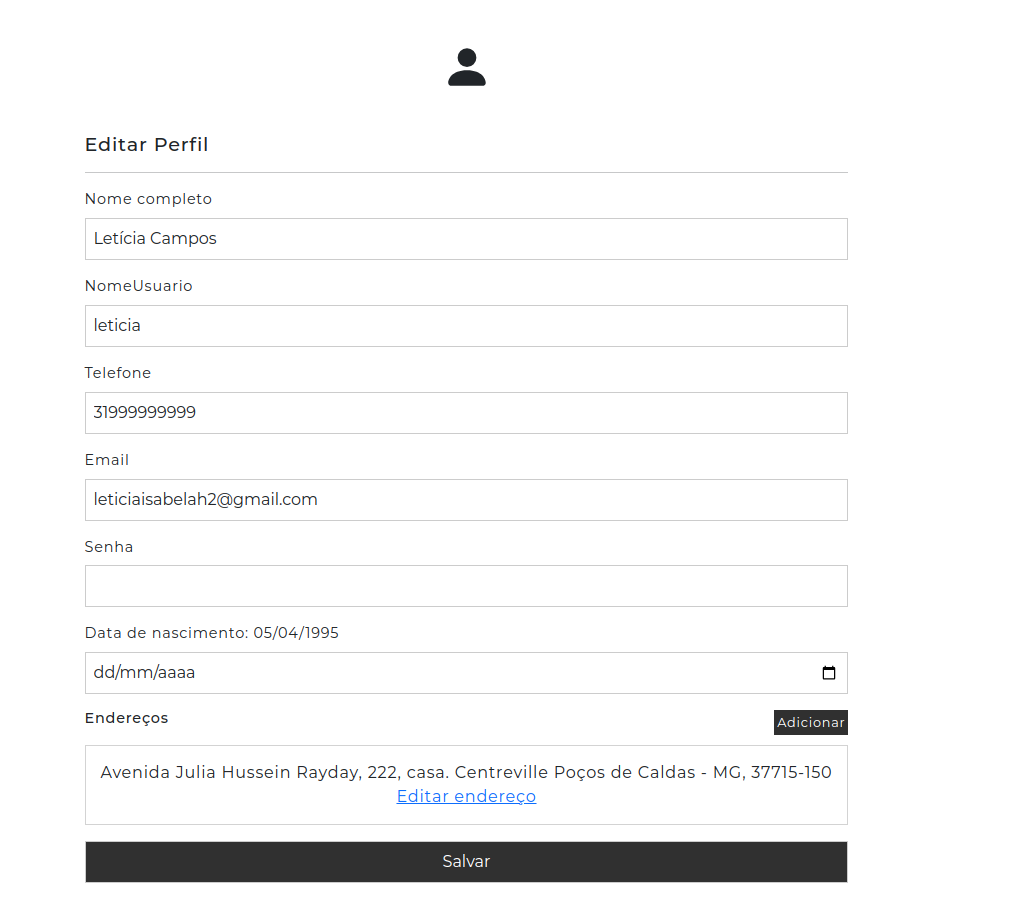 Editar Perfil
Nome completo
Letícia Campos
NomeUsuario
leticia
Telefone
31999999999
Email
leticiaisabelah2@gmail.com
Senha
Data de nascimento: 05/04/1995
dd/mm/aaaa
Endereços
Adicionar
Avenida Julia Hussein Rayday, 222, casa. Centreville Poços de Caldas - MG, 37715-150
Editar endereço
Salvar